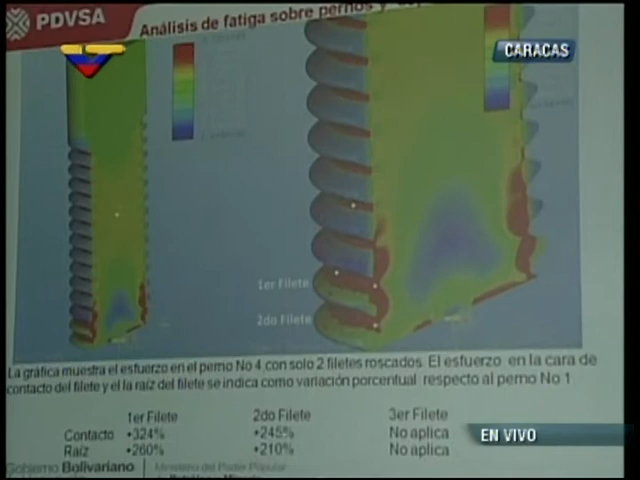 PDVSA
Análisis de fatiga sobre pernos y
CARACAS
1er Filete
2do Filete
La gráfica muestra el esfuerzo en el perno No 4 con solo 2 filetes roscados. El esfuerzo en la cara de
contacto del filete y el la raíz del filete se indica como variación porcentual respecto al perno No 1
1er Filete 2do Filete 3er Filete
Contacto +324% +245% No aplica
Raíz +260% +210% No aplica
EN VIVO
Gobierno Bolivariano
Ministerio del Poder Popular